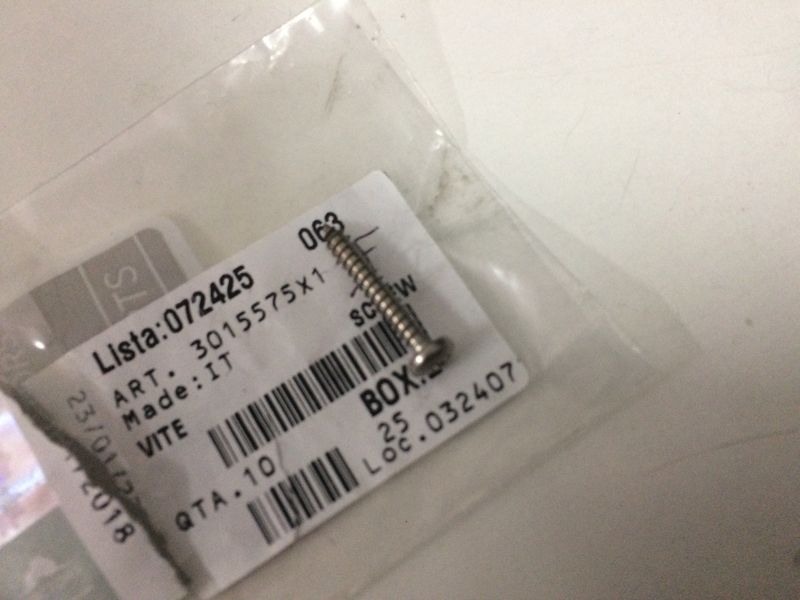 Lista:072425 063
ART. 3015575X1
Made:IT
VITE
QTA.10
BOX:
25
LOC.032407